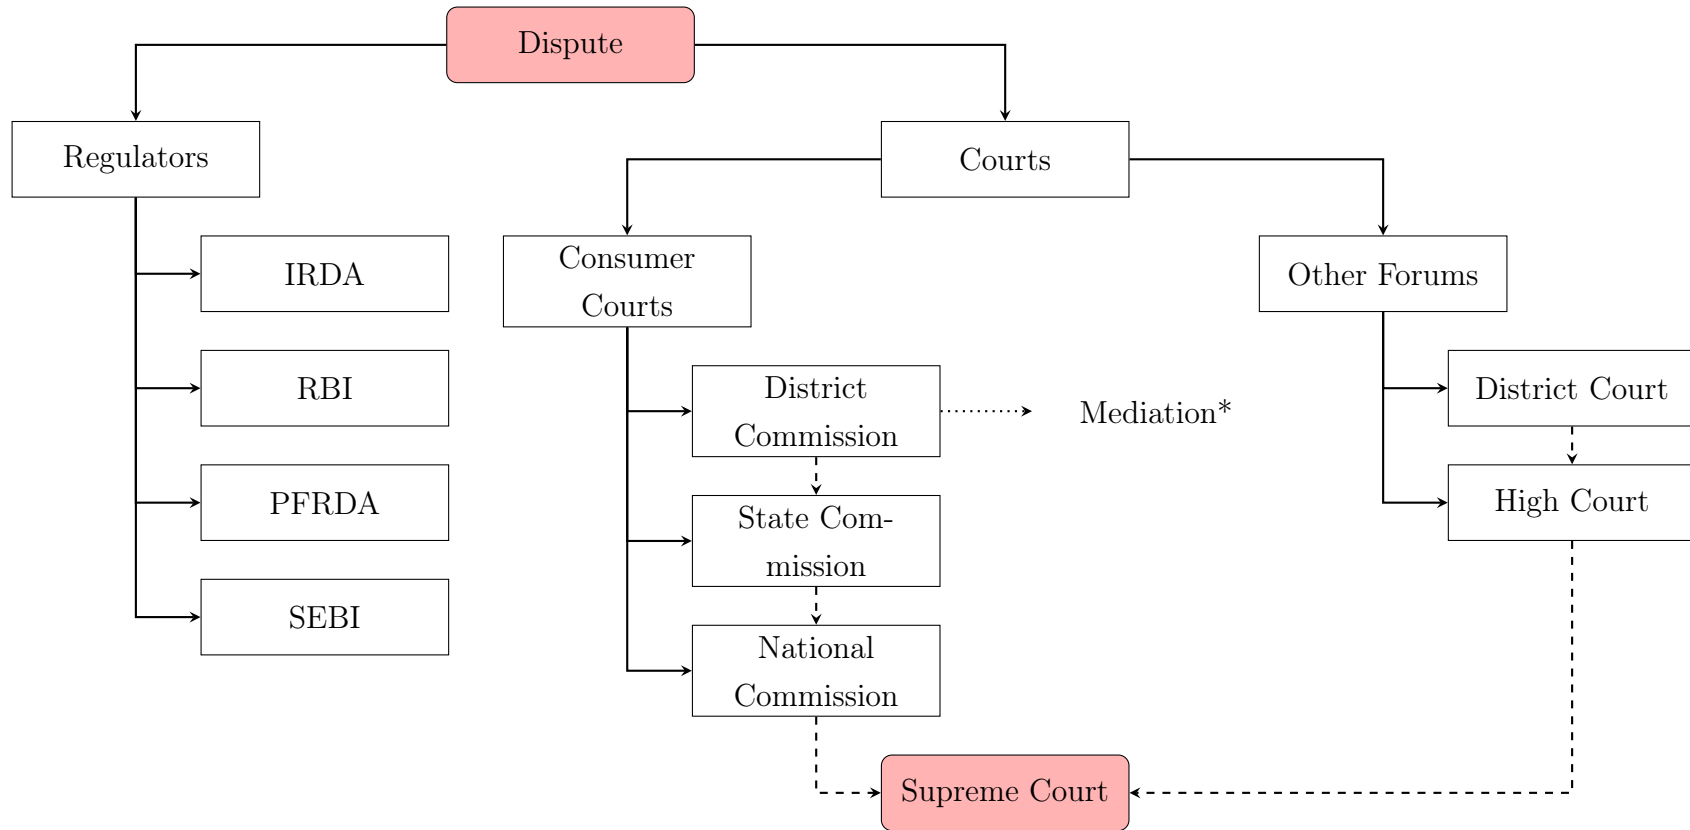 Dispute
Regulators
Courts
IRDA
RBI
PFRDA
SEBI
Consumer
Courts
District
Commission
Mediation*
State Com-
mission
National
Commission
Other Forums
District Court
High Court
Supreme Court